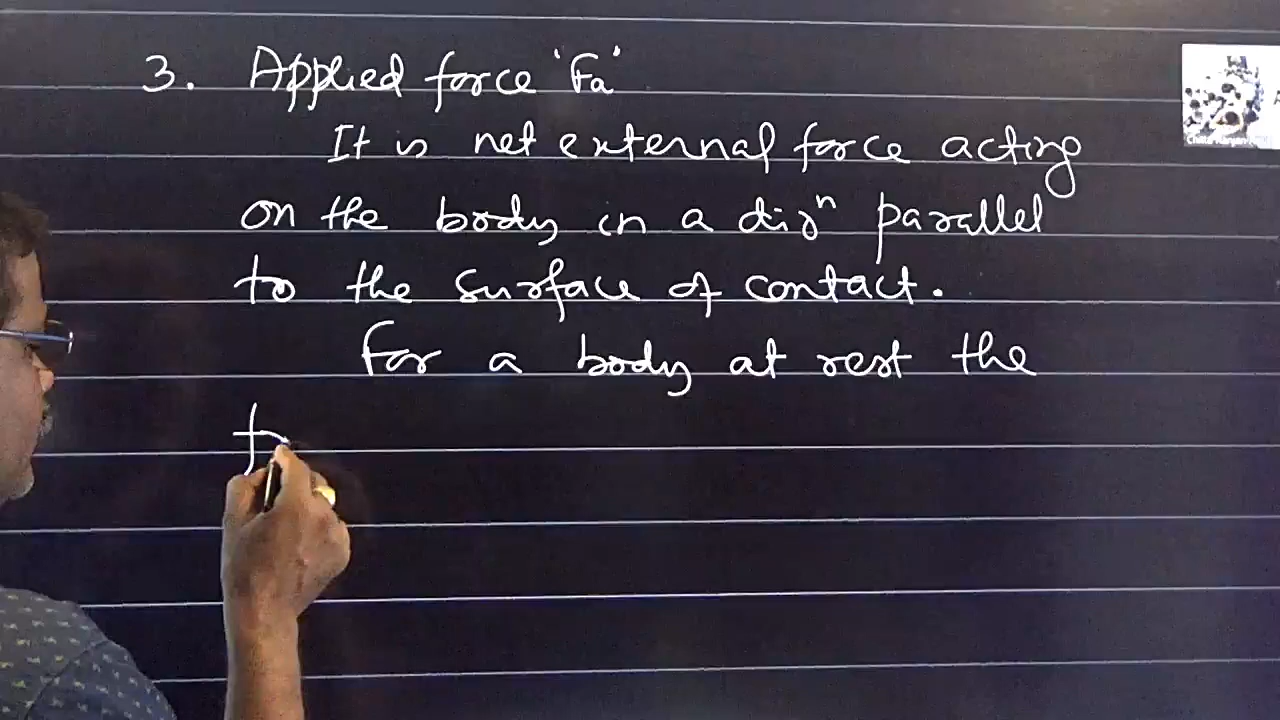 3. Applied force 'Fa'
It is net external force acting
on the body in a dirⁿ parallel
to the surface of contact.
For a body at rest the